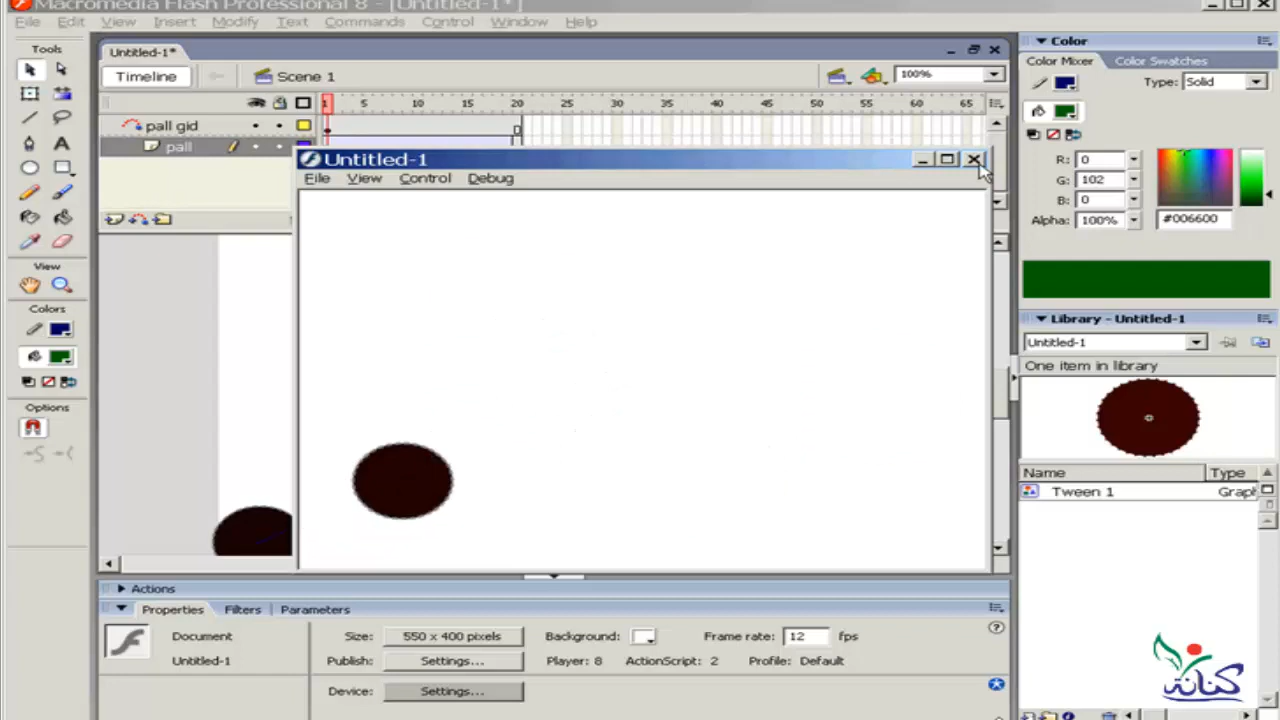 Macromedia Flash Professional 8 - [Untitled-1*]
File Edit View Insert Modify Text Commands Control Window Help
Tools
View
Colors
Options
Untitled-1*
Timeline
Scene 1
100%
1 5 10 15 20 25 30 35 40 45 50 55 60 65
pall gid
pall
Untitled-1
File View Control Debug
Actions
Properties Filters Parameters
Document
Untitled-1
Size: 550 x 400 pixels
Background:
Frame rate: 12 fps
Publish: Settings...
Player: 8 ActionScript: 2 Profile: Default
Device: Settings...
Color
Color Mixer Color Swatches
Type: Solid
R: 0
G: 102
B: 0
Alpha: 100%
#006600
Library - Untitled-1
Untitled-1
One item in library
Name Type
Tween 1 Graph
كنانة